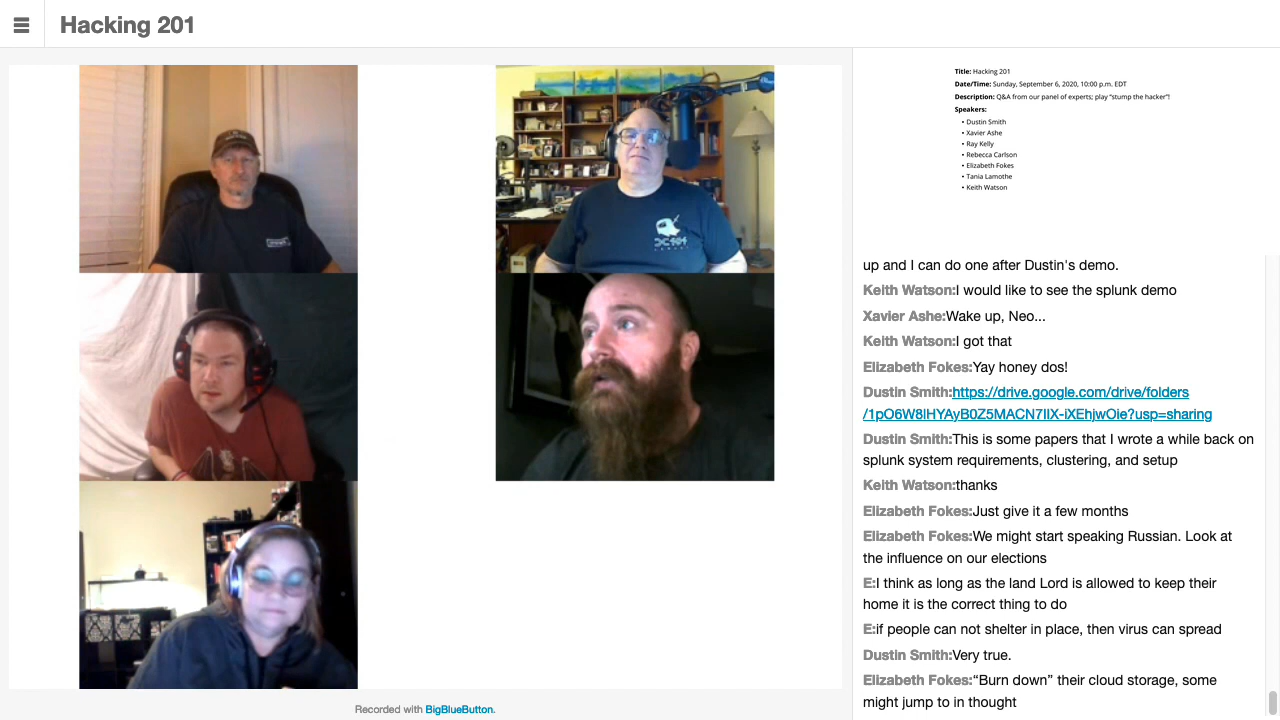 Hacking 201
Title: Hacking 201
Date/Time: Sunday, September 6, 2020, 10:00 p.m. EDT
Description: Q&A from our panel of experts; play "stump the hacker"!
Speakers:
• Dustin Smith
• Xavier Ashe
• Ray Kelly
• Rebecca Carlson
• Elizabeth Fokes
• Tania Lamothe
• Keith Watson
DC404
up and I can do one after Dustin's demo.
Keith Watson:I would like to see the splunk demo
Xavier Ashe:Wake up, Neo...
Keith Watson:I got that
Elizabeth Fokes:Yay honey dos!
Dustin Smith:https://drive.google.com/drive/folders
/1pO6W8lHYAyB0Z5MACN7IlX-iXEhjwOie?usp=sharing
Dustin Smith:This is some papers that I wrote a while back on
splunk system requirements, clustering, and setup
Keith Watson:thanks
Elizabeth Fokes:Just give it a few months
Elizabeth Fokes:We might start speaking Russian. Look at
the influence on our elections
E:I think as long as the land Lord is allowed to keep their
home it is the correct thing to do
E:if people can not shelter in place, then virus can spread
Dustin Smith:Very true.
Elizabeth Fokes:“Burn down” their cloud storage, some
might jump to in thought
Recorded with BigBlueButton.